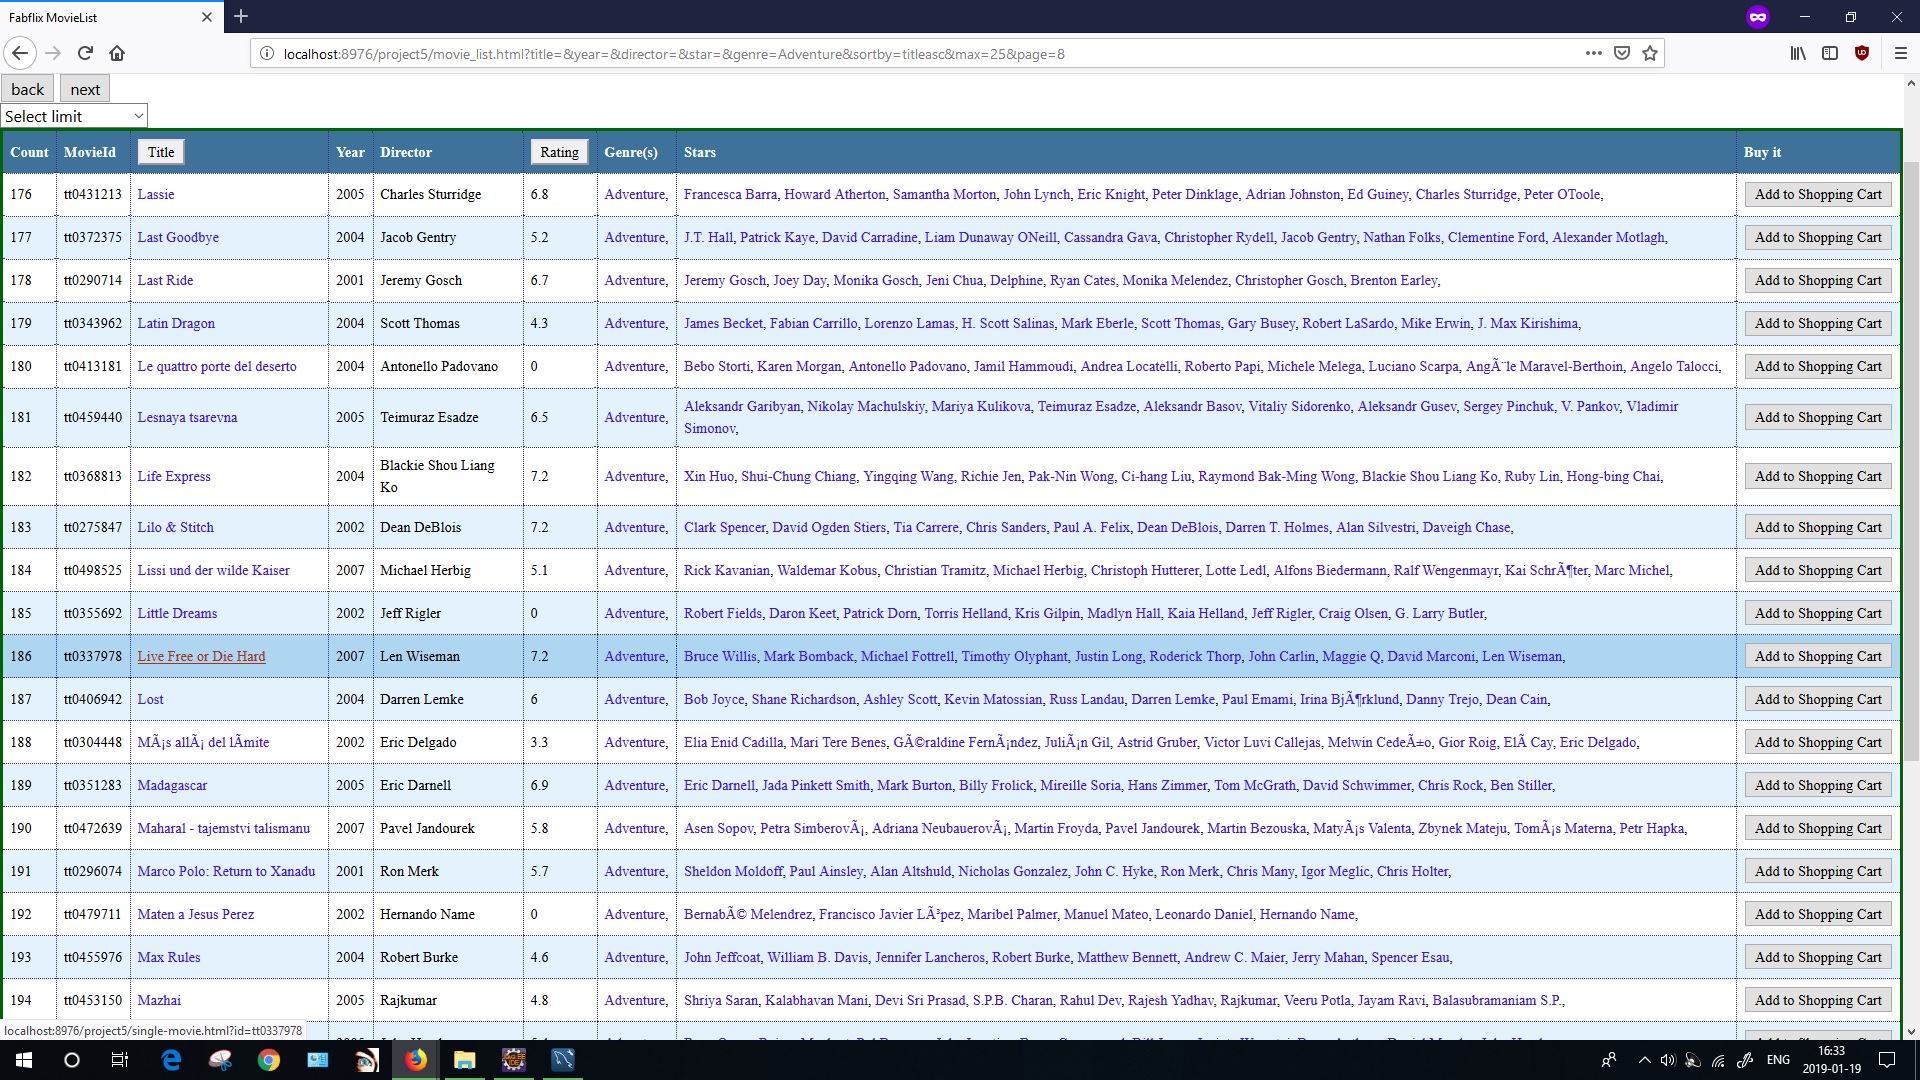 Fabflix MovieList
localhost:8976/project5/movie_list.html?title=&year=&director=&star=&genre=Adventure&sortby=titleasc&max=25&page=8
back next
Select limit
Count MovieId Title Year Director Rating Genre(s) Stars Buy it
176 tt0431213 Lassie 2005 Charles Sturridge 6.8 Adventure, Francesca Barra, Howard Atherton, Samantha Morton, John Lynch, Eric Knight, Peter Dinklage, Adrian Johnston, Ed Guiney, Charles Sturridge, Peter OToole, Add to Shopping Cart
177 tt0372375 Last Goodbye 2004 Jacob Gentry 5.2 Adventure, J.T. Hall, Patrick Kaye, David Carradine, Liam Dunaway ONeill, Cassandra Gava, Christopher Rydell, Jacob Gentry, Nathan Folks, Clementine Ford, Alexander Motlagh, Add to Shopping Cart
178 tt0290714 Last Ride 2001 Jeremy Gosch 6.7 Adventure, Jeremy Gosch, Joey Day, Monika Gosch, Jeni Chua, Delphine, Ryan Cates, Monika Melendez, Christopher Gosch, Brenton Earley, Add to Shopping Cart
179 tt0343962 Latin Dragon 2004 Scott Thomas 4.3 Adventure, James Becket, Fabian Carrillo, Lorenzo Lamas, H. Scott Salinas, Mark Eberle, Scott Thomas, Gary Busey, Robert LaSardo, Mike Erwin, J. Max Kirishima, Add to Shopping Cart
180 tt0413181 Le quattro porte del deserto 2004 Antonello Padovano 0 Adventure, Bebo Storti, Karen Morgan, Antonello Padovano, Jamil Hammoudi, Andrea Locatelli, Roberto Papi, Michele Melega, Luciano Scarpa, AngÃ¨le Maravel-Berthoin, Angelo Talocci, Add to Shopping Cart
181 tt0459440 Lesnaya tsarevna 2005 Teimuraz Esadze 6.5 Adventure, Aleksandr Garibyan, Nikolay Machulskiy, Mariya Kulikova, Teimuraz Esadze, Aleksandr Basov, Vitaliy Sidorenko, Aleksandr Gusev, Sergey Pinchuk, V. Pankov, Vladimir
Simonov, Add to Shopping Cart
182 tt0368813 Life Express 2004 Blackie Shou Liang
Ko 7.2 Adventure, Xin Huo, Shui-Chung Chiang, Yingqing Wang, Richie Jen, Pak-Nin Wong, Ci-hang Liu, Raymond Bak-Ming Wong, Blackie Shou Liang Ko, Ruby Lin, Hong-bing Chai, Add to Shopping Cart
183 tt0275847 Lilo & Stitch 2002 Dean DeBlois 7.2 Adventure, Clark Spencer, David Ogden Stiers, Tia Carrere, Chris Sanders, Paul A. Felix, Dean DeBlois, Darren T. Holmes, Alan Silvestri, Daveigh Chase, Add to Shopping Cart
184 tt0498525 Lissi und der wilde Kaiser 2007 Michael Herbig 5.1 Adventure, Rick Kavanian, Waldemar Kobus, Christian Tramitz, Michael Herbig, Christoph Hutterer, Lotte Ledl, Alfons Biedermann, Ralf Wengenmayr, Kai SchrÃ¶ter, Marc Michel, Add to Shopping Cart
185 tt0355692 Little Dreams 2002 Jeff Rigler 0 Adventure, Robert Fields, Daron Keet, Patrick Dorn, Torris Helland, Kris Gilpin, Madlyn Hall, Kaia Helland, Jeff Rigler, Craig Olsen, G. Larry Butler, Add to Shopping Cart
186 tt0337978 Live Free or Die Hard 2007 Len Wiseman 7.2 Adventure, Bruce Willis, Mark Bomback, Michael Fottrell, Timothy Olyphant, Justin Long, Roderick Thorp, John Carlin, Maggie Q, David Marconi, Len Wiseman, Add to Shopping Cart
187 tt0406942 Lost 2004 Darren Lemke 6 Adventure, Bob Joyce, Shane Richardson, Ashley Scott, Kevin Matossian, Russ Landau, Darren Lemke, Paul Emami, Irina BjÃ¶rklund, Danny Trejo, Dean Cain, Add to Shopping Cart
188 tt0304448 MÃ¡s allÃ¡ del lÃmite 2002 Eric Delgado 3.3 Adventure, Elia Enid Cadilla, Mari Tere Benes, GÃ©raldine FernÃ¡ndez, JuliÃ¡n Gil, Astrid Gruber, Victor Luvi Callejas, Melwin CedeÃ±o, Gior Roig, ElÃ Cay, Eric Delgado, Add to Shopping Cart
189 tt0351283 Madagascar 2005 Eric Darnell 6.9 Adventure, Eric Darnell, Jada Pinkett Smith, Mark Burton, Billy Frolick, Mireille Soria, Hans Zimmer, Tom McGrath, David Schwimmer, Chris Rock, Ben Stiller, Add to Shopping Cart
190 tt0472639 Maharal - tajemstvi talismanu 2007 Pavel Jandourek 5.8 Adventure, Asen Sopov, Petra SimberovÃ¡, Adriana NeubauerovÃ¡, Martin Froyda, Pavel Jandourek, Martin Bezouska, MatyÃ¡s Valenta, Zbynek Mateju, TomÃ¡s Materna, Petr Hapka, Add to Shopping Cart
191 tt0296074 Marco Polo: Return to Xanadu 2001 Ron Merk 5.7 Adventure, Sheldon Moldoff, Paul Ainsley, Alan Altshuld, Nicholas Gonzalez, John C. Hyke, Ron Merk, Chris Many, Igor Meglic, Chris Holter, Add to Shopping Cart
192 tt0479711 Maten a Jesus Perez 2002 Hernando Name 0 Adventure, BernabÃ© Melendrez, Francisco Javier LÃ³pez, Maribel Palmer, Manuel Mateo, Leonardo Daniel, Hernando Name, Add to Shopping Cart
193 tt0455976 Max Rules 2004 Robert Burke 4.6 Adventure, John Jeffcoat, William B. Davis, Jennifer Lancheros, Robert Burke, Matthew Bennett, Andrew C. Maier, Jerry Mahan, Spencer Esau, Add to Shopping Cart
194 tt0453150 Mazhai 2005 Rajkumar 4.8 Adventure, Shriya Saran, Kalabhavan Mani, Devi Sri Prasad, S.P.B. Charan, Rahul Dev, Rajesh Yadhav, Rajkumar, Veeru Potla, Jayam Ravi, Balasubramaniam S.P., Add to Shopping Cart
localhost:8976/project5/single-movie.html?id=tt0337978
ENG 16:33
2019-01-19